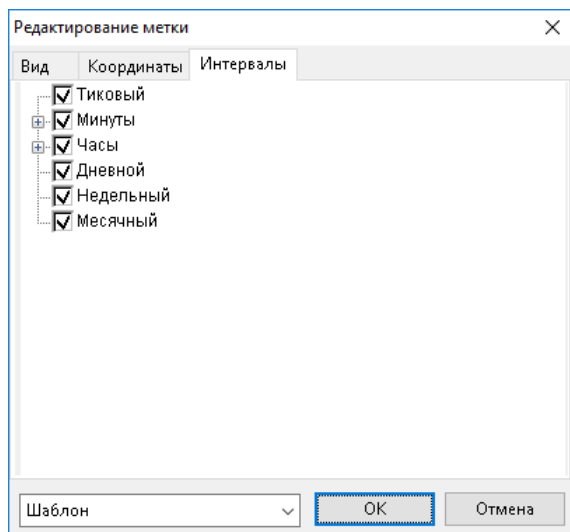 Редактирование метки
Вид Координаты Интервалы
Тиковый
Минуты
Часы
Дневной
Недельный
Месячный
Шаблон OK Отмена